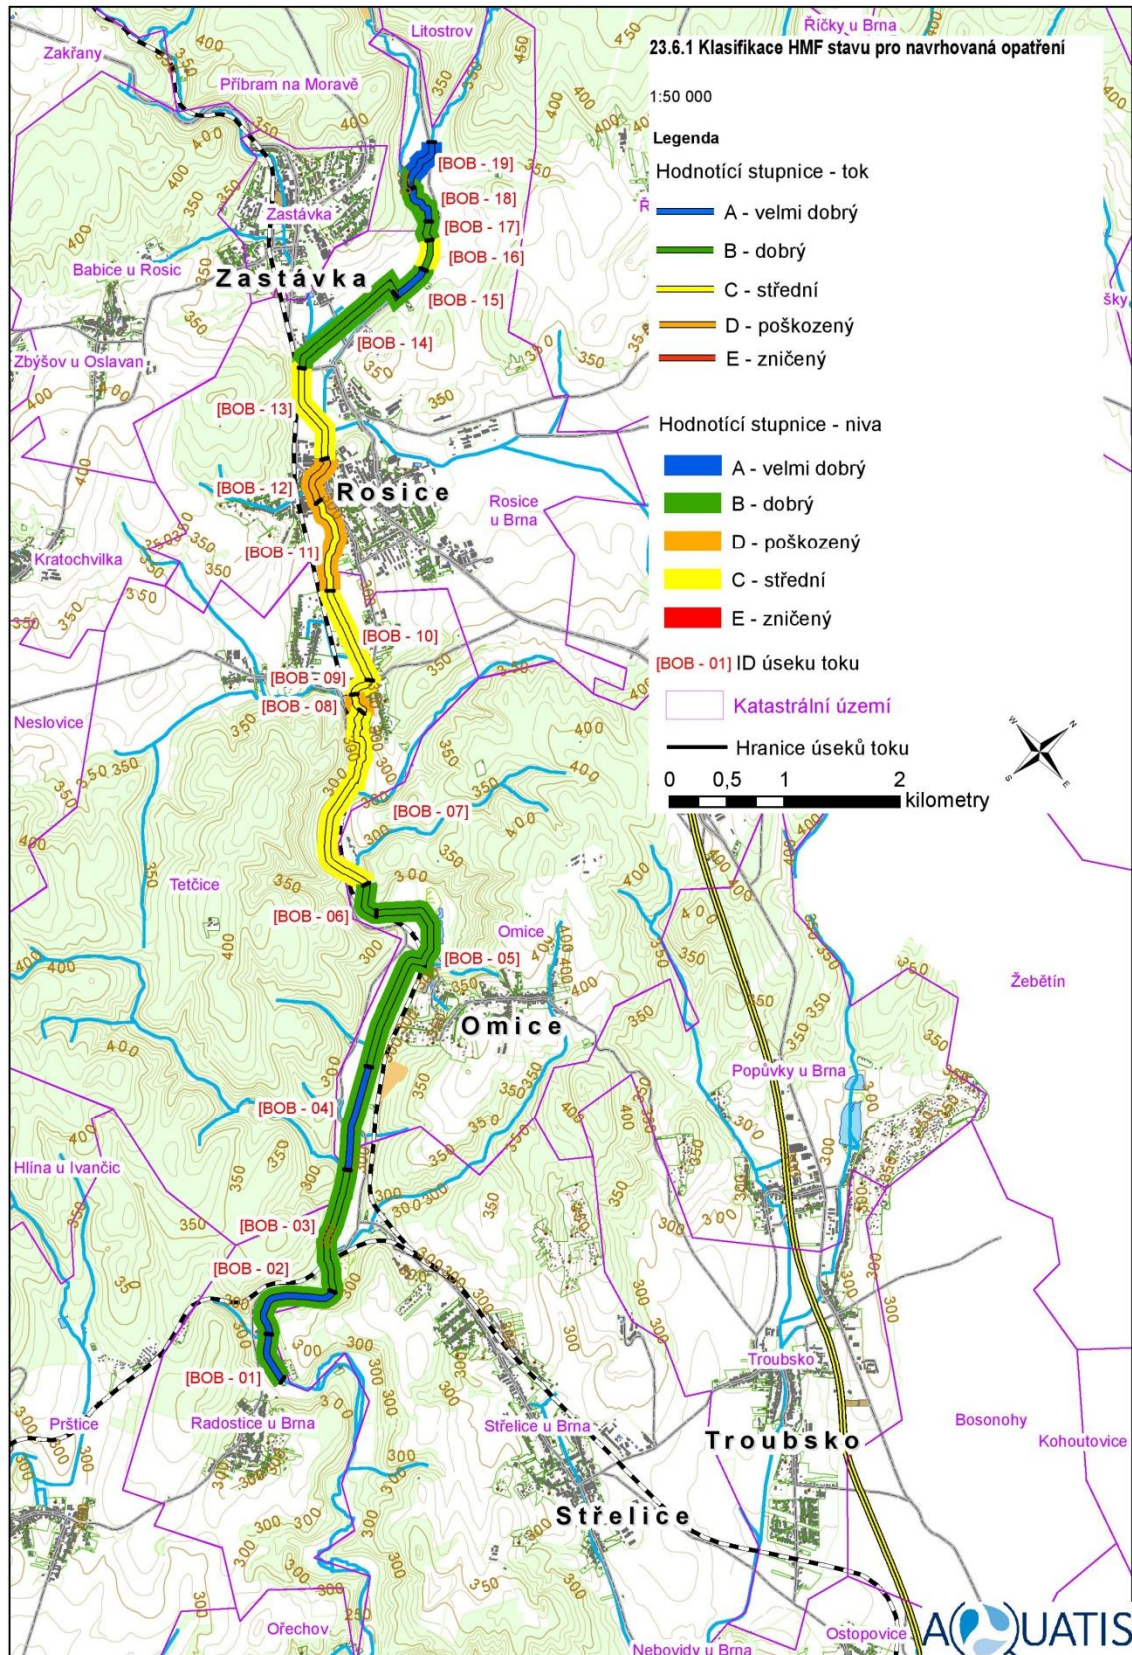 Zakřany
Litostrov
Říčky u Brna
Příbram na Moravě
23.6.1 Klasifikace HMF stavu pro navrhovaná opatření
1:50 000
Legenda
Hodnotící stupnice - tok
A - velmi dobrý
B - dobrý
C - střední
D - poškozený
E - zničený
Hodnotící stupnice - niva
A - velmi dobrý
B - dobrý
D - poškozený
C - střední
E - zničený
[BOB - 01] ID úseku toku
Katastrální území
Hranice úseků toku
0 0,5 1 2 kilometry
N
E
S
W
[BOB - 19]
[BOB - 18]
[BOB - 17]
[BOB - 16]
[BOB - 15]
[BOB - 14]
[BOB - 13]
[BOB - 12]
[BOB - 11]
[BOB - 10]
[BOB - 09]
[BOB - 08]
[BOB - 07]
[BOB - 06]
[BOB - 05]
[BOB - 04]
[BOB - 03]
[BOB - 02]
[BOB - 01]
Zastávka
Zastávka
Babice u Rosic
Zbýšov u Oslavan
Rosice
Rosice
u Brna
Kratochvilka
Neslovice
Tetčice
Omice
Omice
Žebětín
Popůvky u Brna
Hlína u Ivančic
Prštice
Radostice u Brna
Střelice u Brna
Střelice
Troubsko
Troubsko
Bosonohy
Kohoutovice
Ořechov
Nebovidy u Brna
Ostopovice
AQUATIS